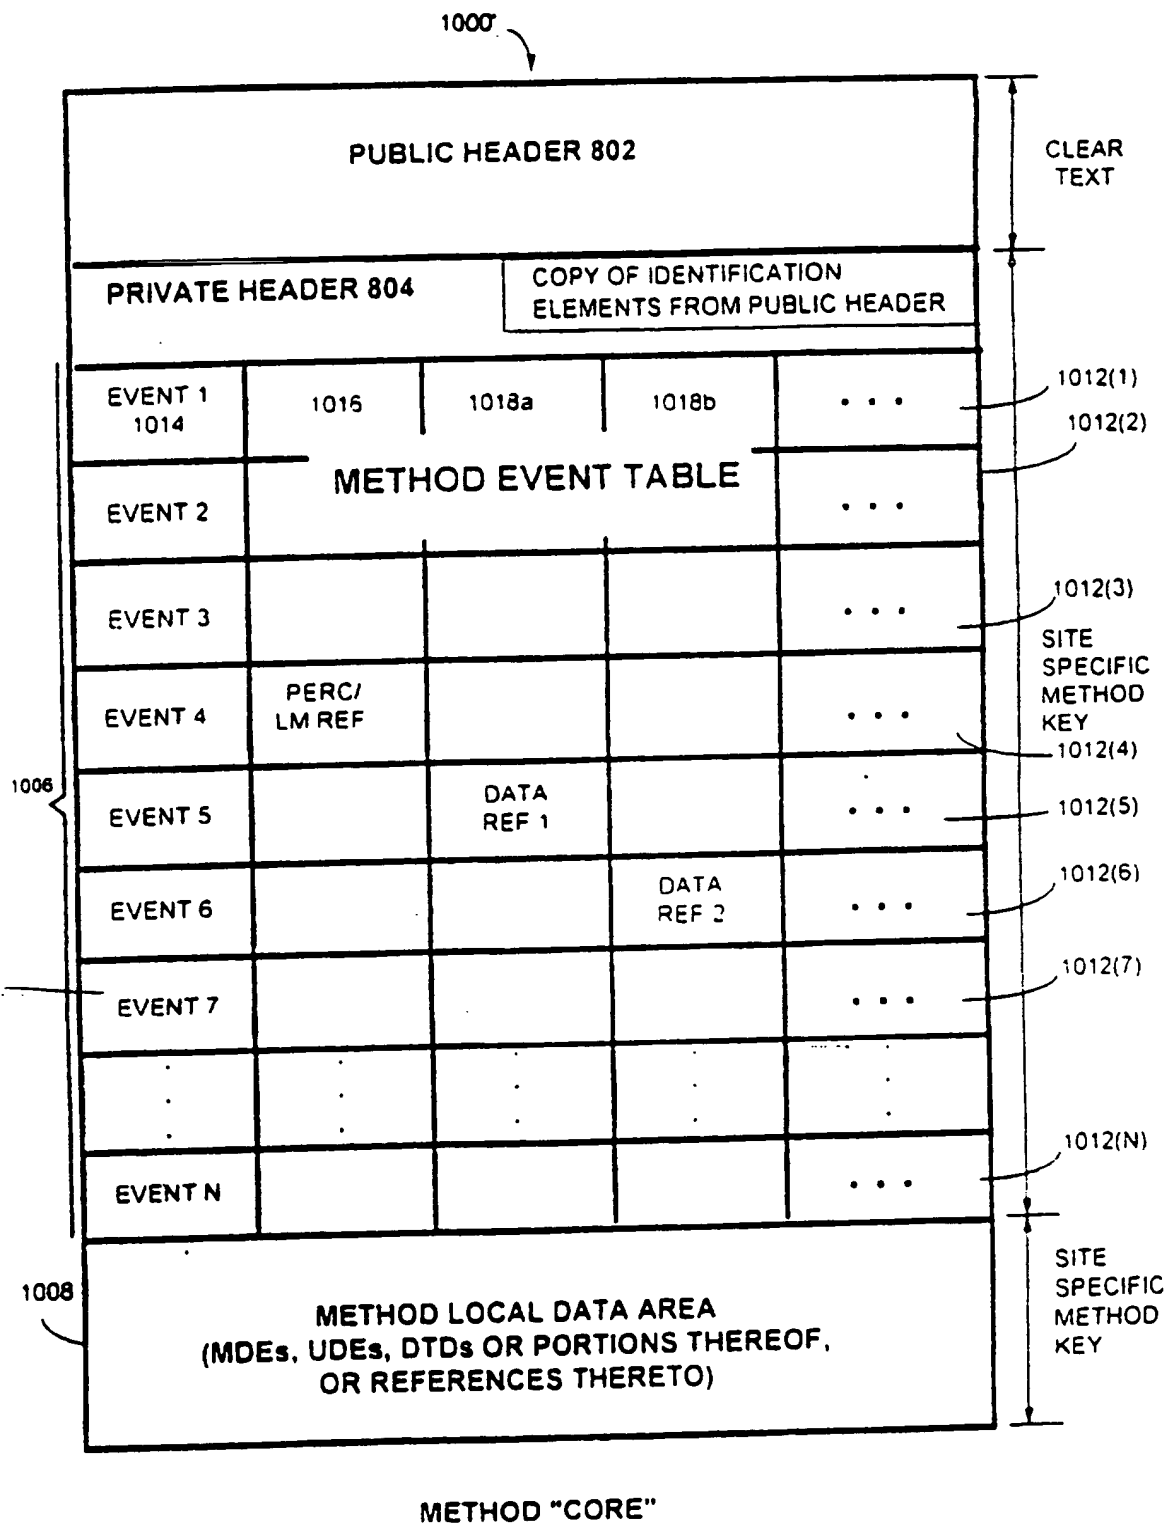 1000
PUBLIC HEADER 802
CLEAR
TEXT
PRIVATE HEADER 804
COPY OF IDENTIFICATION
ELEMENTS FROM PUBLIC HEADER
EVENT 1
1014
1016
1018a
1018b
• • •
1012(1)
1012(2)
METHOD EVENT TABLE
EVENT 2
• • •
EVENT 3
• • •
1012(3)
SITE
SPECIFIC
METHOD
KEY
EVENT 4
PERC/
LM REF
• • •
1012(4)
1006
EVENT 5
DATA
REF 1
• • •
1012(5)
EVENT 6
DATA
REF 2
• • •
1012(6)
EVENT 7
• • •
1012(7)
EVENT N
• • •
1012(N)
1008
METHOD LOCAL DATA AREA
(MDEs, UDEs, DTDs OR PORTIONS THEREOF,
OR REFERENCES THERETO)
SITE
SPECIFIC
METHOD
KEY
METHOD "CORE"